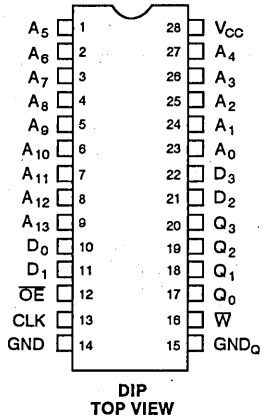 A5 1 28 VCC
A6 2 27 A4
A7 3 26 A3
A8 4 25 A2
A9 5 24 A1
A10 6 23 A0
A11 7 22 D3
A12 8 21 D2
A13 9 20 Q3
D0 10 19 Q2
D1 11 18 Q1
O̅E̅ 12 17 Q0
CLK 13 16 W̅
GND 14 15 GNDQ
DIP
TOP VIEW